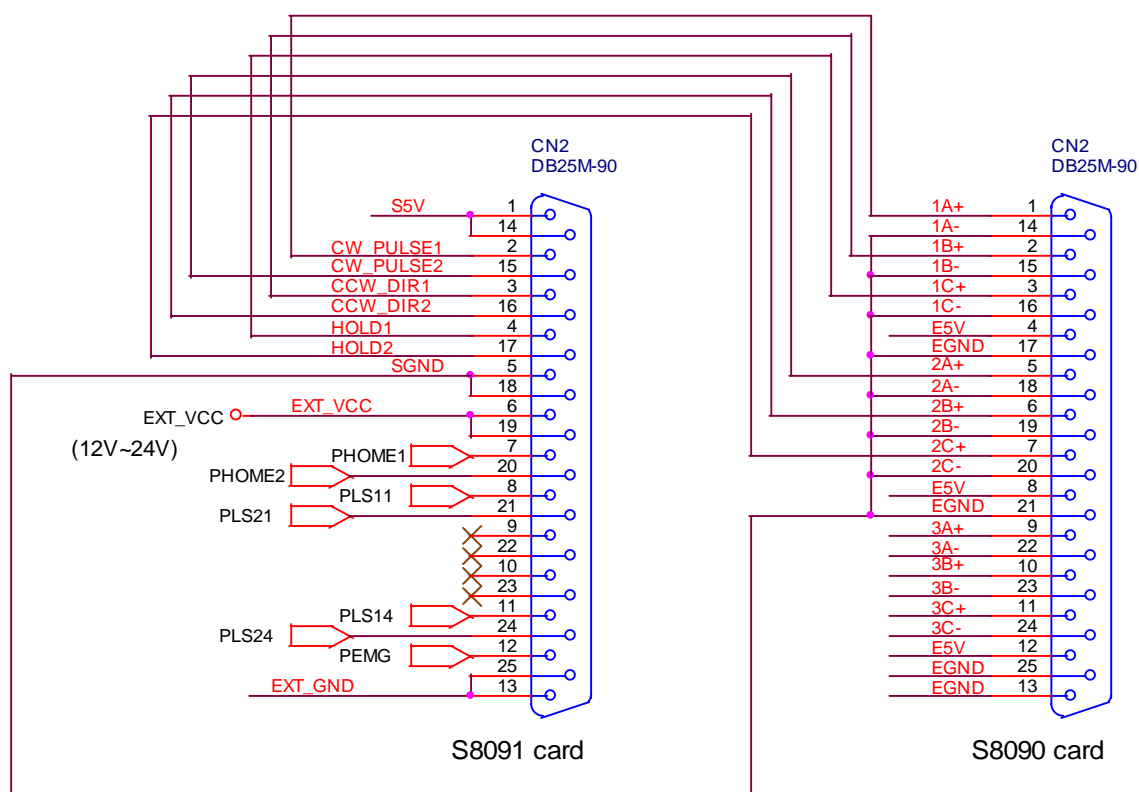 CN2
DB25M-90
S5V 1
14
CW_PULSE1 2
CW_PULSE2 15
CCW_DIR1 3
CCW_DIR2 16
HOLD1 4
HOLD2 17
SGND 5
18
EXT_VCC EXT_VCC 6
(12V~24V) 19
PHOME1 7
PHOME2 20
PLS11 8
PLS21 21
9
22
10
23
PLS14 11
PLS24 24
PEMG 12
25
EXT_GND 13
S8091 card
CN2
DB25M-90
1A+ 1
1A- 14
1B+ 2
1B- 15
1C+ 3
1C- 16
E5V 4
EGND 17
2A+ 5
2A- 18
2B+ 6
2B- 19
2C+ 7
2C- 20
E5V 8
EGND 21
3A+ 9
3A- 22
3B+ 10
3B- 23
3C+ 11
3C- 24
E5V 12
EGND 25
EGND 13
S8090 card